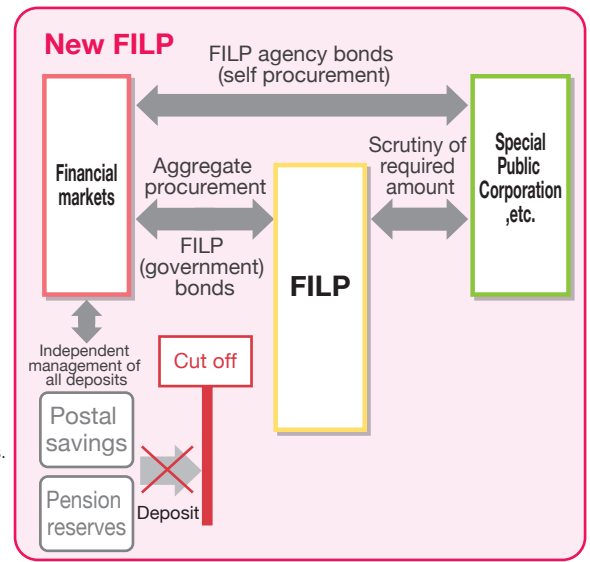 New FILP
FILP agency bonds
(self procurement)
Financial
markets
Aggregate
procurement
FILP
(government)
bonds
FILP
Scrutiny of
required
amount
Special
Public
Corporation
,etc.
Independent
management of
all deposits
Cut off
Postal
savings
Pension
reserves
Deposit
s.